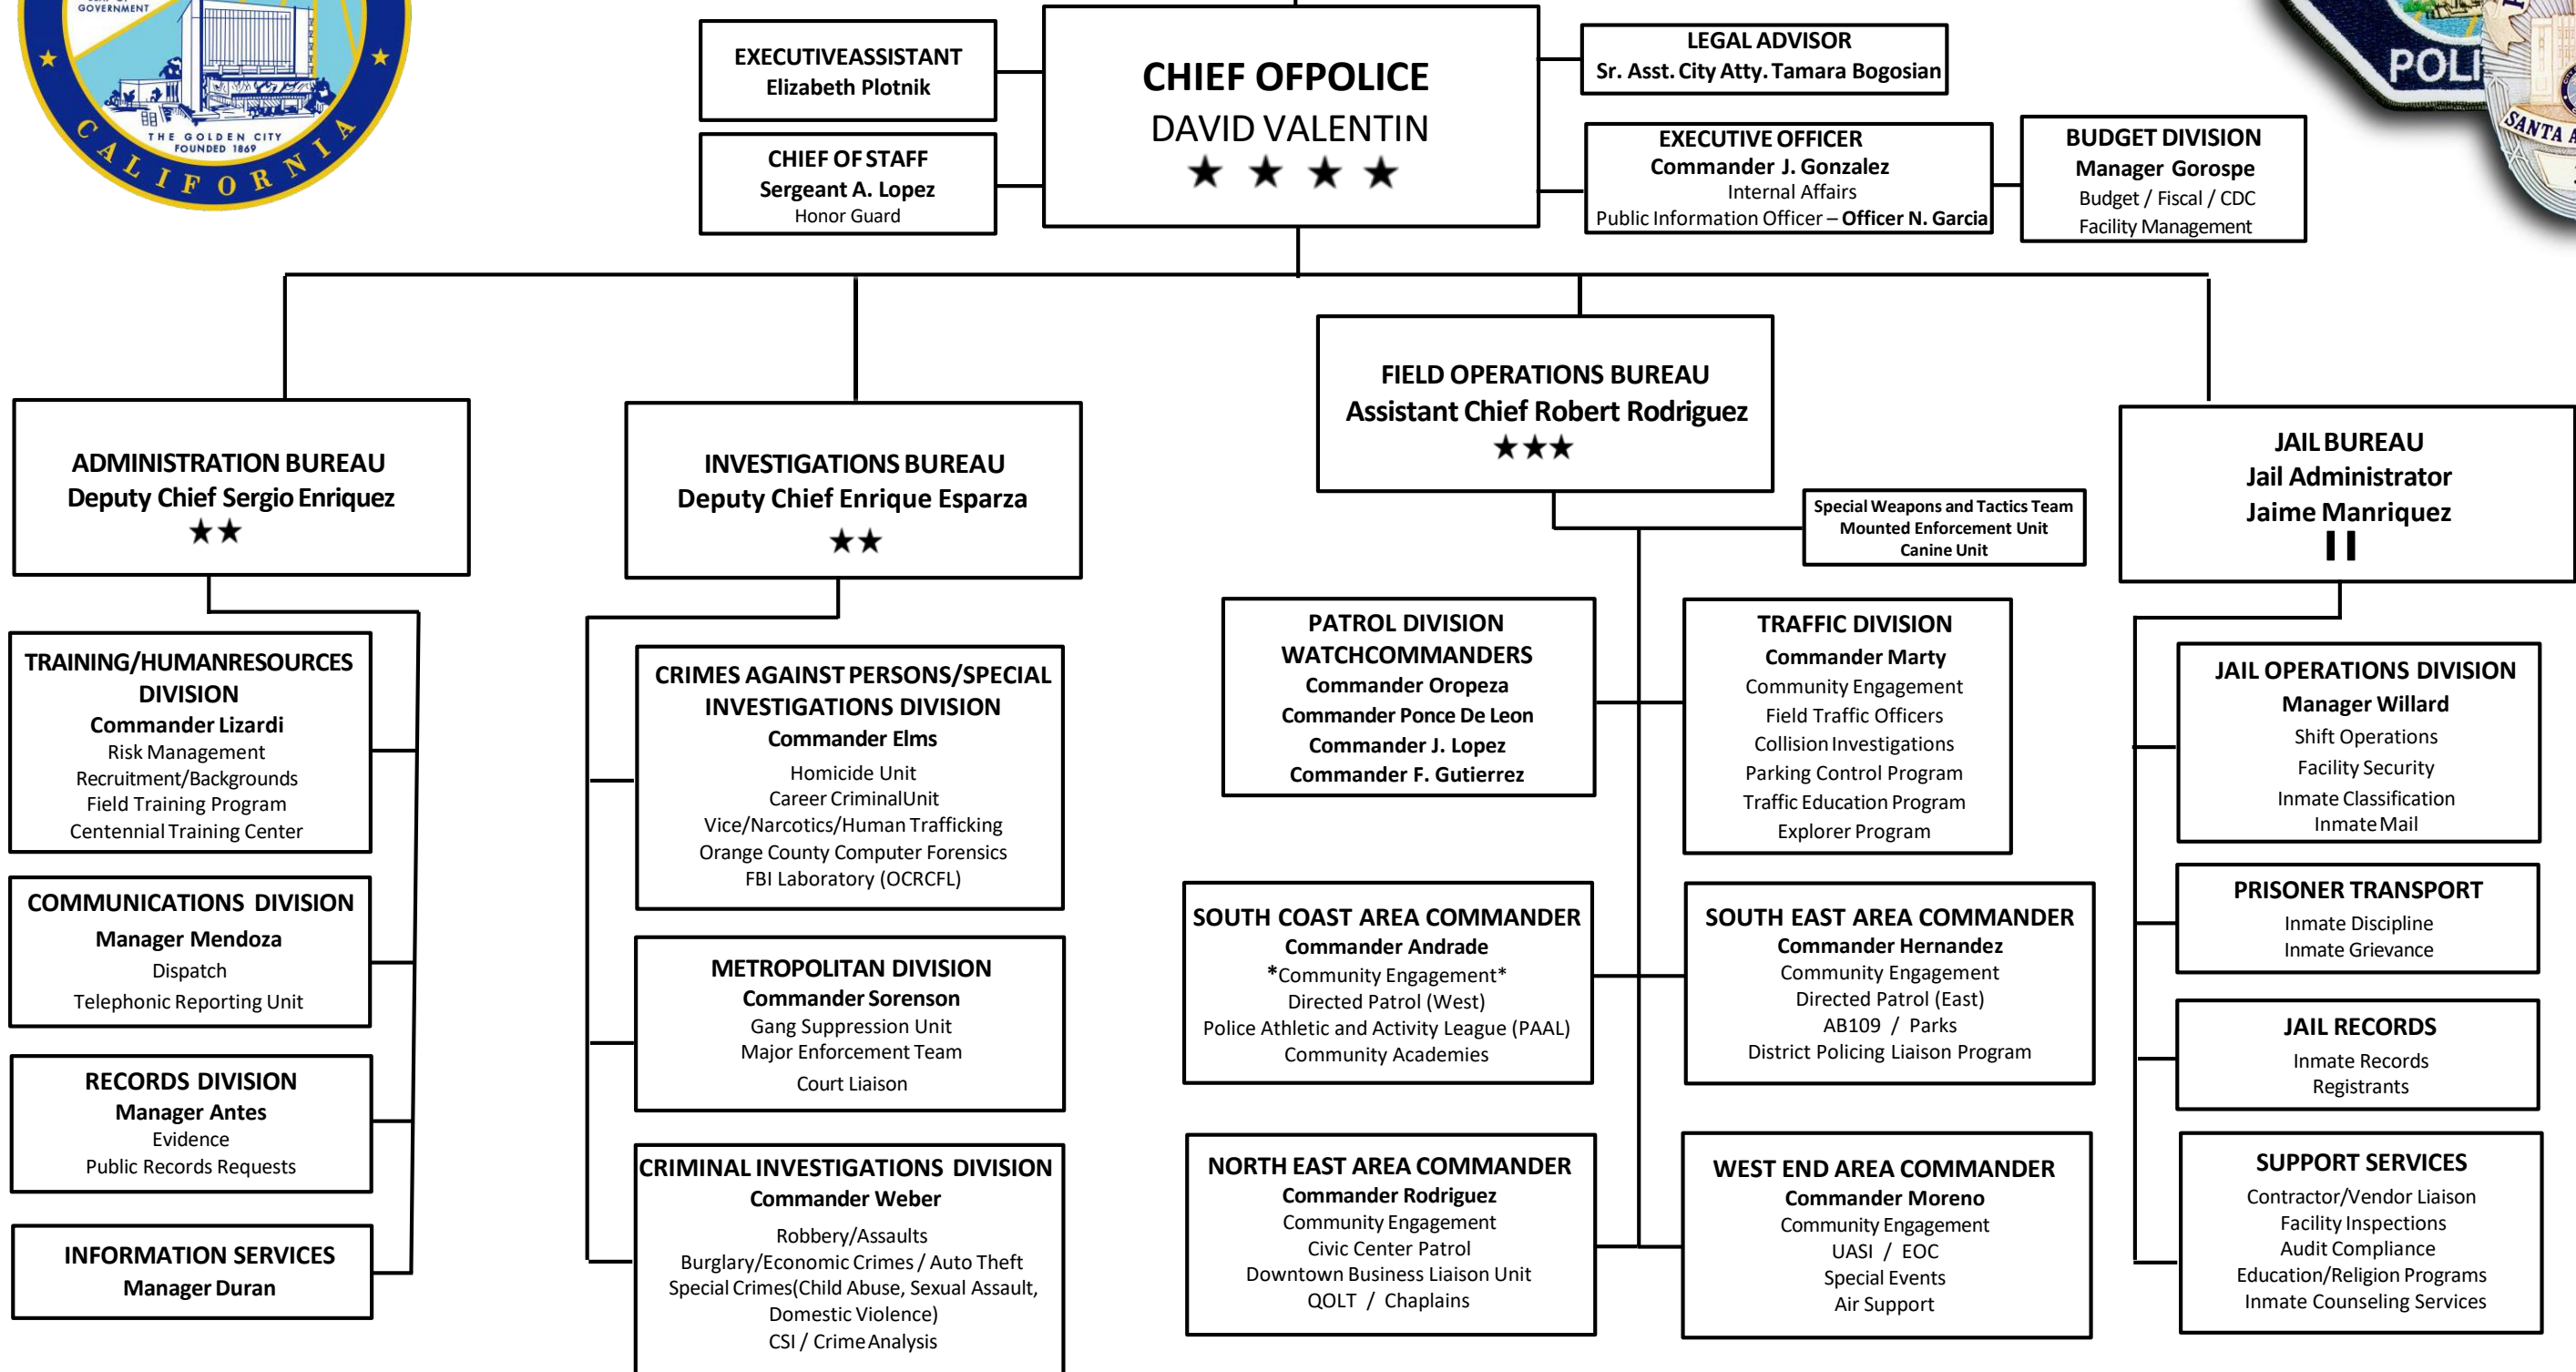 GOVERNMENT
THE GOLDEN CITY
FOUNDED 1869
CALIFORNIA
EXECUTIVEASSISTANT
Elizabeth Plotnik
CHIEF OF STAFF
Sergeant A. Lopez
Honor Guard
CHIEF OFPOLICE
DAVID VALENTIN
LEGAL ADVISOR
Sr. Asst. City Atty. Tamara Bogosian
EXECUTIVE OFFICER
Commander J. Gonzalez
Internal Affairs
Public Information Officer – Officer N. Garcia
BUDGET DIVISION
Manager Gorospe
Budget / Fiscal / CDC
Facility Management
POLI
SANTA A
ADMINISTRATION BUREAU
Deputy Chief Sergio Enriquez
INVESTIGATIONS BUREAU
Deputy Chief Enrique Esparza
FIELD OPERATIONS BUREAU
Assistant Chief Robert Rodriguez
JAIL BUREAU
Jail Administrator
Jaime Manriquez
Special Weapons and Tactics Team
Mounted Enforcement Unit
Canine Unit
TRAINING/HUMANRESOURCES
DIVISION
Commander Lizardi
Risk Management
Recruitment/Backgrounds
Field Training Program
Centennial Training Center
COMMUNICATIONS DIVISION
Manager Mendoza
Dispatch
Telephonic Reporting Unit
RECORDS DIVISION
Manager Antes
Evidence
Public Records Requests
INFORMATION SERVICES
Manager Duran
CRIMES AGAINST PERSONS/SPECIAL
INVESTIGATIONS DIVISION
Commander Elms
Homicide Unit
Career CriminalUnit
Vice/Narcotics/Human Trafficking
Orange County Computer Forensics
FBI Laboratory (OCRCFL)
METROPOLITAN DIVISION
Commander Sorenson
Gang Suppression Unit
Major Enforcement Team
Court Liaison
CRIMINAL INVESTIGATIONS DIVISION
Commander Weber
Robbery/Assaults
Burglary/Economic Crimes / Auto Theft
Special Crimes(Child Abuse, Sexual Assault,
Domestic Violence)
CSI / Crime Analysis
PATROL DIVISION
WATCHCOMMANDERS
Commander Oropeza
Commander Ponce De Leon
Commander J. Lopez
Commander F. Gutierrez
TRAFFIC DIVISION
Commander Marty
Community Engagement
Field Traffic Officers
Collision Investigations
Parking Control Program
Traffic Education Program
Explorer Program
SOUTH COAST AREA COMMANDER
Commander Andrade
*Community Engagement*
Directed Patrol (West)
Police Athletic and Activity League (PAAL)
Community Academies
SOUTH EAST AREA COMMANDER
Commander Hernandez
Community Engagement
Directed Patrol (East)
AB109 / Parks
District Policing Liaison Program
NORTH EAST AREA COMMANDER
Commander Rodriguez
Community Engagement
Civic Center Patrol
Downtown Business Liaison Unit
QOLT / Chaplains
WEST END AREA COMMANDER
Commander Moreno
Community Engagement
UASI / EOC
Special Events
Air Support
JAIL OPERATIONS DIVISION
Manager Willard
Shift Operations
Facility Security
Inmate Classification
Inmate Mail
PRISONER TRANSPORT
Inmate Discipline
Inmate Grievance
JAIL RECORDS
Inmate Records
Registrants
SUPPORT SERVICES
Contractor/Vendor Liaison
Facility Inspections
Audit Compliance
Education/Religion Programs
Inmate Counseling Services